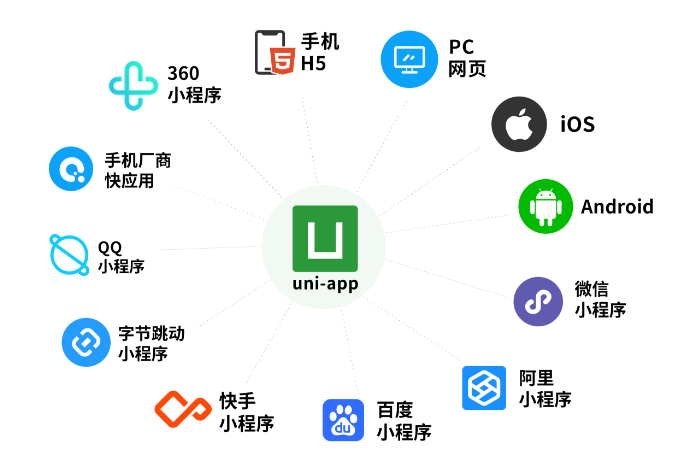 手机
H5
PC
网页
360
小程序
iOS
手机厂商
快应用
Android
uni-app
QQ
小程序
微信
小程序
字节跳动
小程序
阿里
小程序
快手
小程序
百度
小程序
du